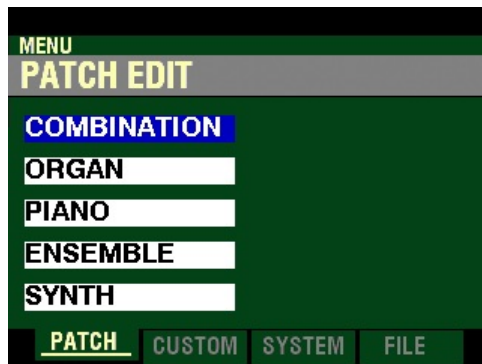 MENU
PATCH EDIT
COMBINATION
ORGAN
PIANO
ENSEMBLE
SYNTH
PATCH CUSTOM SYSTEM FILE